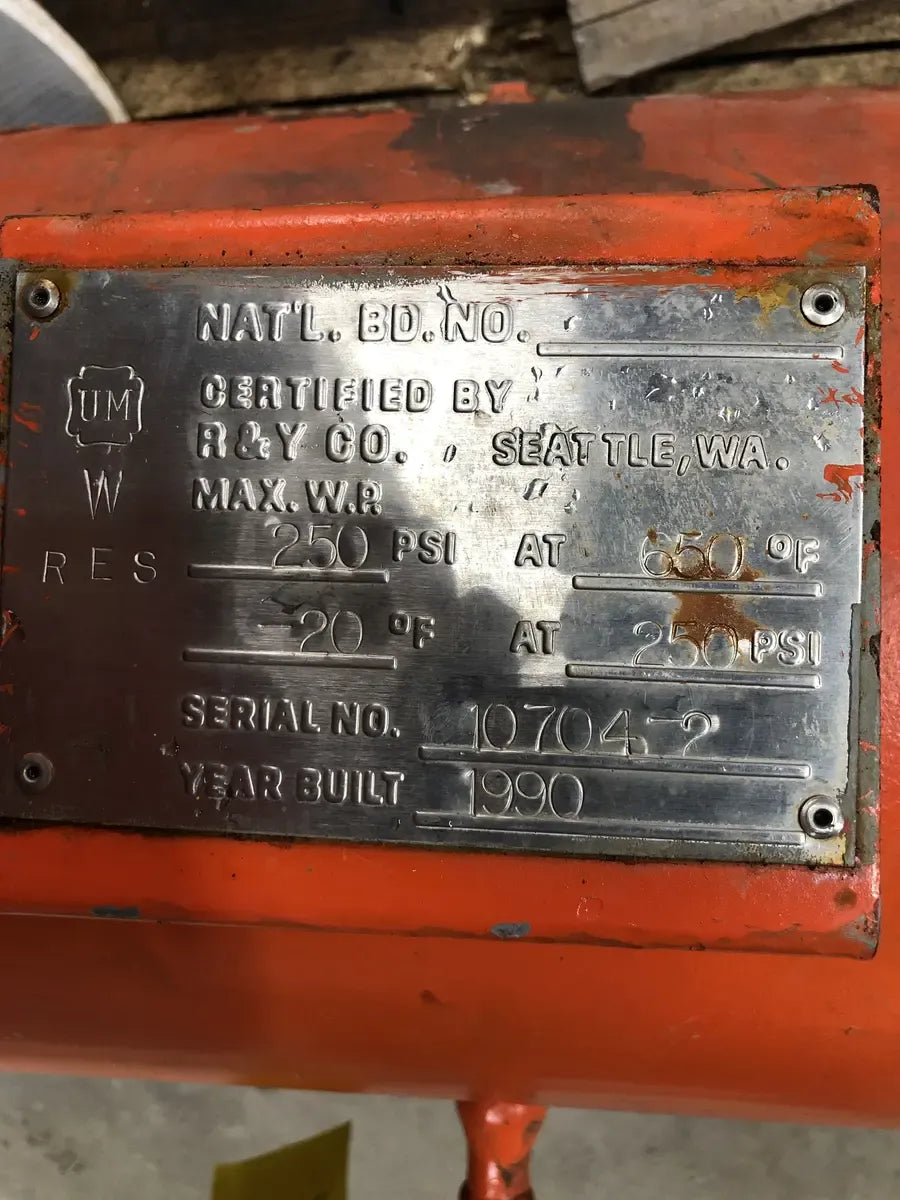 NAT'L. BD. NO.
UM
CERTIFIED BY
R & Y CO., SEATTLE, WA.
W
MAX. W.P.
250 PSI AT 650 °F
RES
-20 °F AT 250 PSI
SERIAL NO. 10704-2
YEAR BUILT 1990